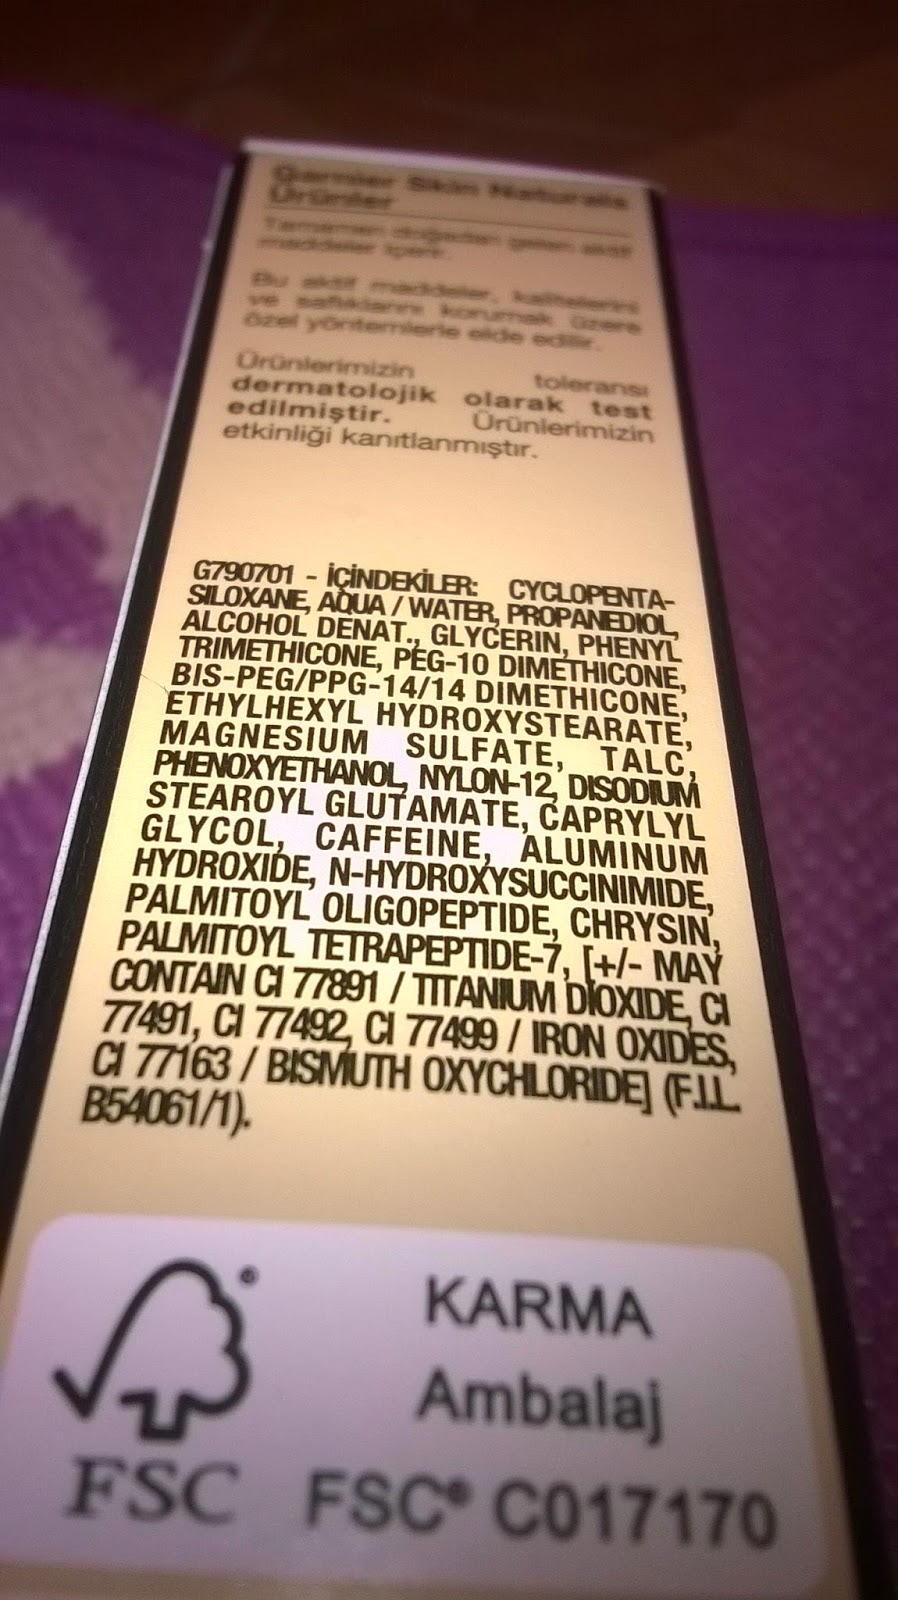 Garnier Skin Naturals
Ürünler
Tamamen doğadan gelen aktif
maddeler içerir.
Bu aktif maddeler, kalitelerini
ve saflıklarını korumak üzere
özel yöntemlerle elde edilir.
Ürünlerimizin toleransı
dermatolojik olarak test
edilmiştir. Ürünlerimizin
etkinliği kanıtlanmıştır.
G790701 - İÇİNDEKİLER: CYCLOPENTA-
SILOXANE, AQUA / WATER, PROPANEDIOL,
ALCOHOL DENAT., GLYCERIN, PHENYL
TRIMETHICONE, PEG-10 DIMETHICONE,
BIS-PEG/PPG-14/14 DIMETHICONE,
ETHYLHEXYL HYDROXYSTEARATE,
MAGNESIUM SULFATE, TALC,
PHENOXYETHANOL, NYLON-12, DISODIUM
STEAROYL GLUTAMATE, CAPRYLYL
GLYCOL, CAFFEINE, ALUMINUM
HYDROXIDE, N-HYDROXYSUCCINIMIDE,
PALMITOYL OLIGOPEPTIDE, CHRYSIN,
PALMITOYL TETRAPEPTIDE-7, [+/- MAY
CONTAIN CI 77891 / TITANIUM DIOXIDE, CI
77491, CI 77492, CI 77499 / IRON OXIDES,
CI 77163 / BISMUTH OXYCHLORIDE] (F.I.L.
B54061/1).
KARMA
Ambalaj
FSC FSC® C017170